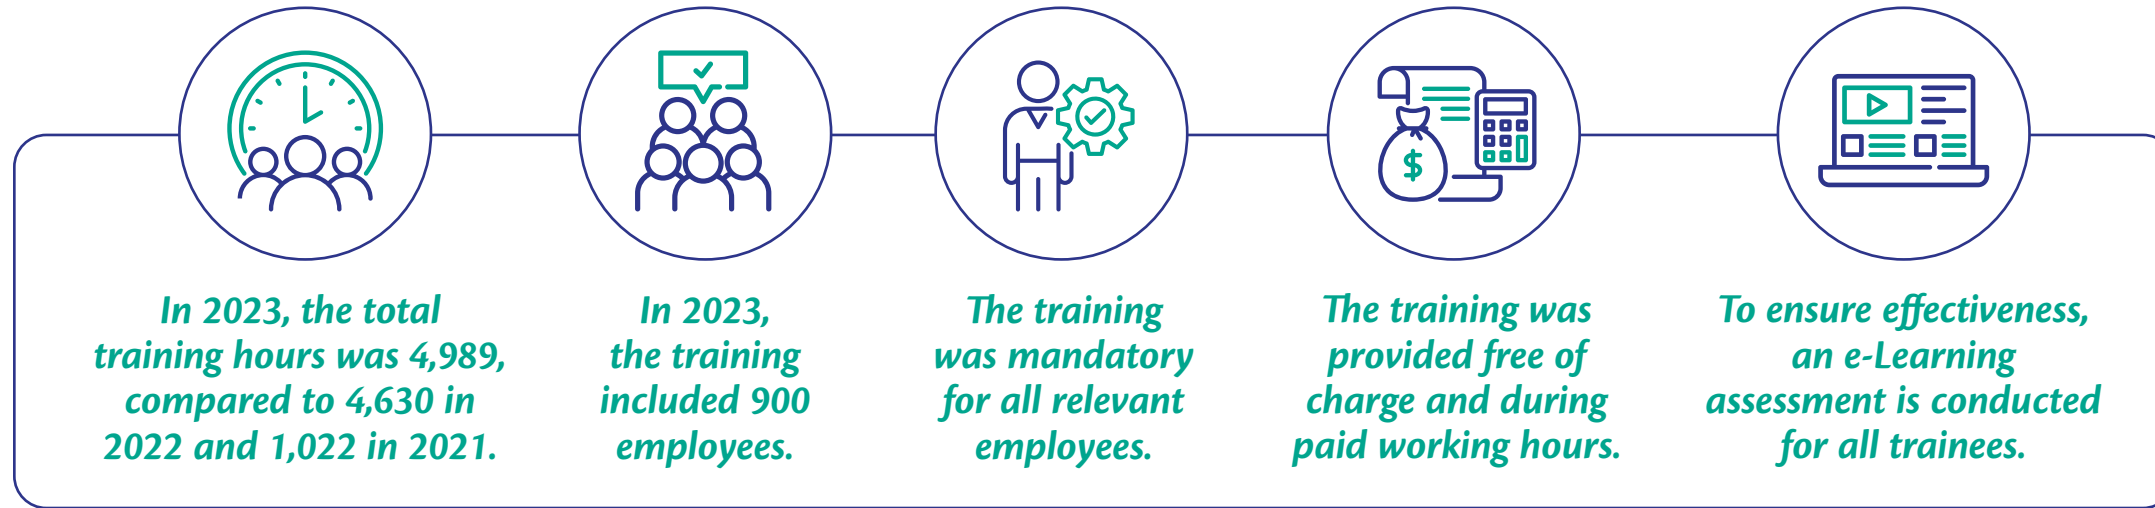 In 2023, the total
training hours was 4,989,
compared to 4,630 in
2022 and 1,022 in 2021.
In 2023,
the training
included 900
employees.
The training
was mandatory
for all relevant
employees.
$
The training was
provided free of
charge and during
paid working hours.
To ensure effectiveness,
an e-Learning
assessment is conducted
for all trainees.